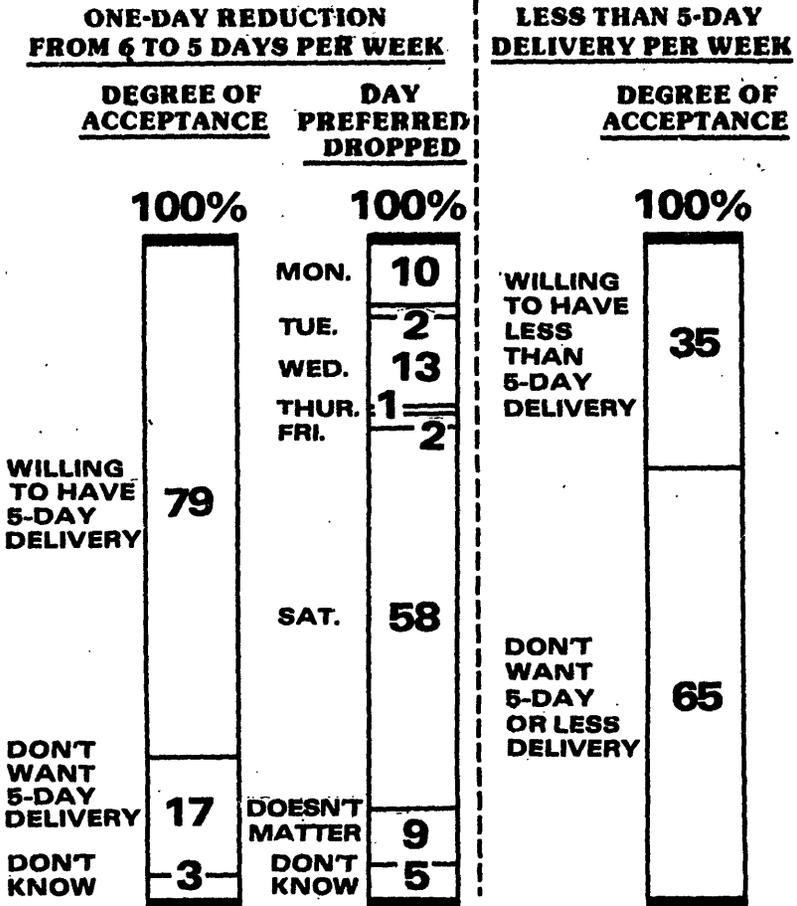 ONE-DAY REDUCTION
FROM 6 TO 5 DAYS PER WEEK
DEGREE OF
ACCEPTANCE
100%
WILLING
TO HAVE
5-DAY
DELIVERY
79
DON'T
WANT
5-DAY
DELIVERY
17
DON'T
KNOW
3
DAY
PREFERRED
DROPPED
100%
MON. 10
TUE. 2
WED. 13
THUR. 1
FRI. 2
SAT. 58
DOESN'T
MATTER
9
DON'T
KNOW
5
LESS THAN 5-DAY
DELIVERY PER WEEK
DEGREE OF
ACCEPTANCE
100%
WILLING
TO HAVE
LESS
THAN
5-DAY
DELIVERY
35
DON'T
WANT
5-DAY
OR LESS
DELIVERY
65